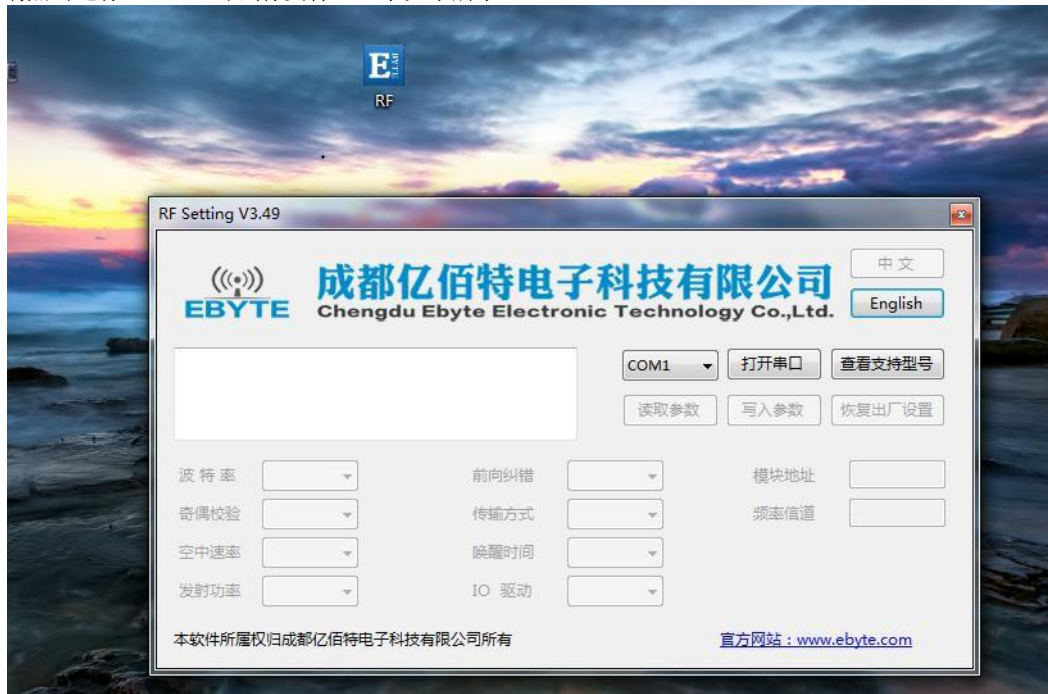 E
RF
RF Setting V3.49
EBYTE
成都亿佰特电子科技有限公司
Chengdu Ebyte Electronic Technology Co.,Ltd.
中 文
English
COM1
打开串口
查看支持型号
读取参数
写入参数
恢复出厂设置
波 特 率
前向纠错
模块地址
奇偶校验
传输方式
频率信道
空中速率
唤醒时间
发射功率
IO 驱动
本软件所属权归成都亿佰特电子科技有限公司所有
官方网站：www.ebyte.com